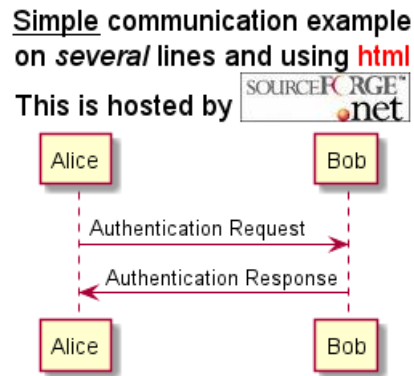 Simple communication example
on several lines and using html
This is hosted by SOURCEFORGE™
.net
Alice Bob
Authentication Request
Authentication Response
Alice Bob